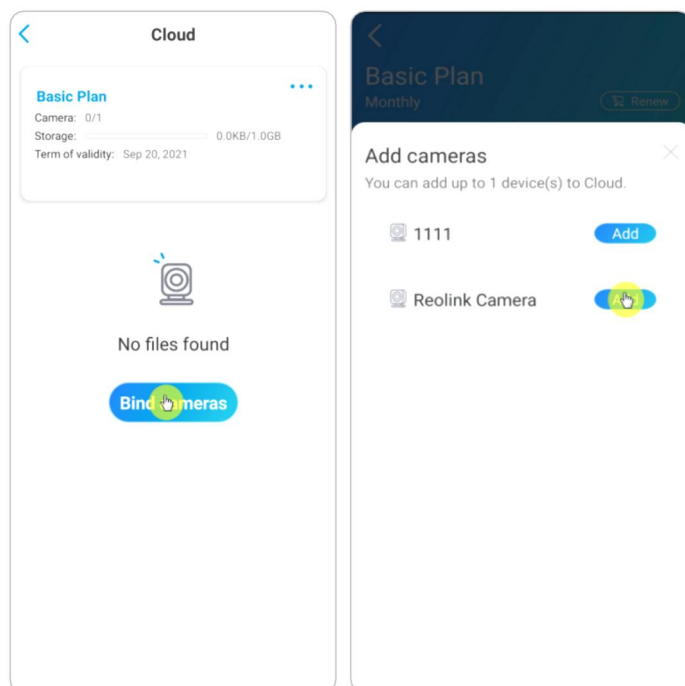 Cloud
Basic Plan
Camera: 0/1
Storage: 0.0KB/1.0GB
Term of validity: Sep 20, 2021
No files found
Bind cameras
Basic Plan
Monthly
Renew
Add cameras
You can add up to 1 device(s) to Cloud.
1111 Add
Reolink Camera Add